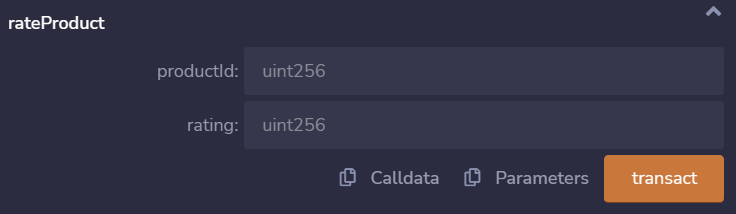 rateProduct
productId: uint256
rating: uint256
Calldata Parameters transact